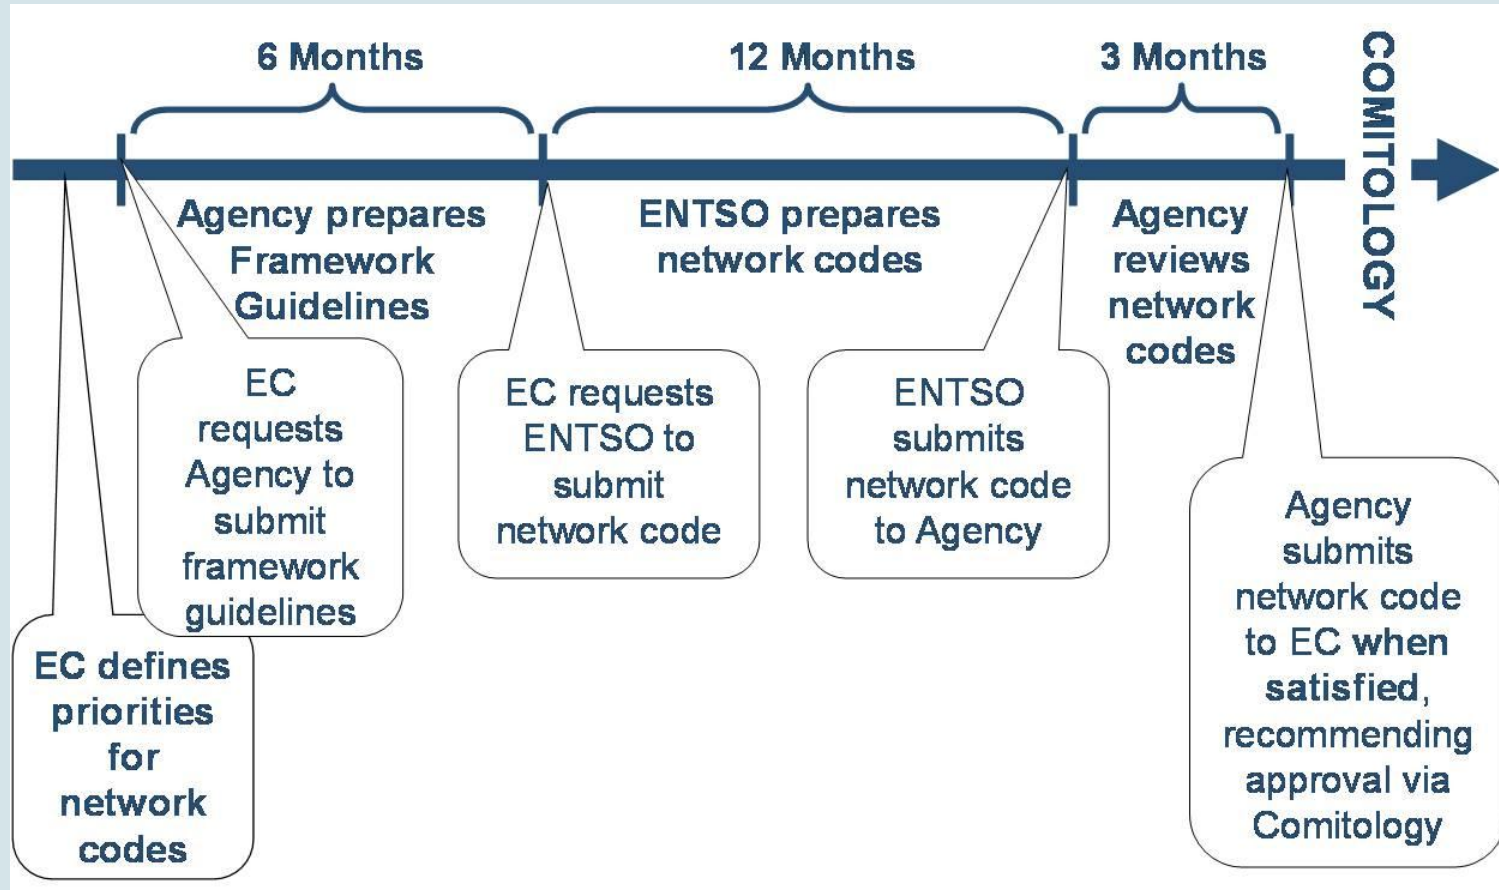 6 Months
12 Months
3 Months
COMITOLOGY
Agency prepares
Framework
Guidelines
ENTSO prepares
network codes
Agency
reviews
network
codes
EC
requests
Agency to
submit
framework
guidelines
EC requests
ENTSO to
submit
network code
ENTSO
submits
network code
to Agency
Agency
submits
network code
to EC when
satisfied,
recommending
approval via
Comitology
EC defines
priorities
for
network
codes